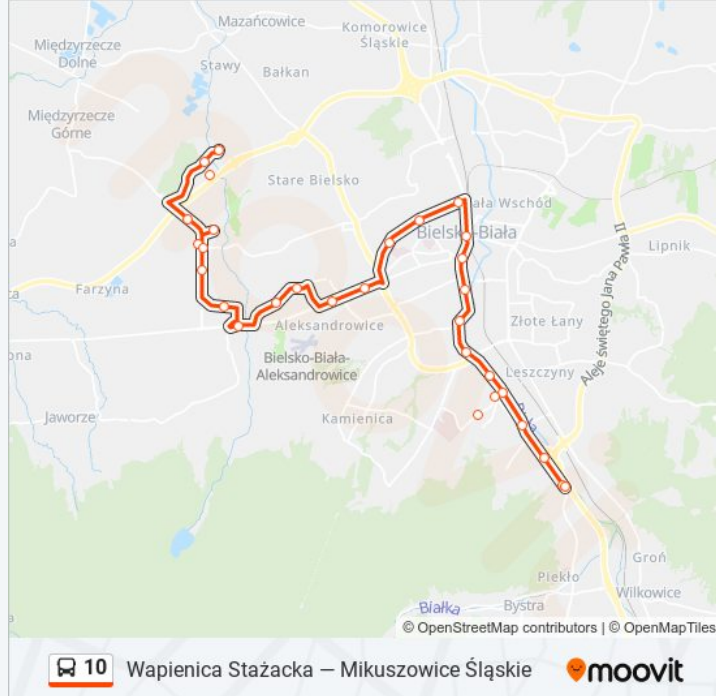 Mazańcowice
Komorowice
Śląskie
Międzyrzecze
Dolne
Stawy
Bałkan
Międzyrzecze
Górne
Stare Bielsko
ała Wschód
Bielsko-Biała
Lipnik
Farzyna
Aleje świętego Jana Pawła II
Złote Łany
Aleksandrowice
Bielsko-Biała-
Aleksandrowice
Leszczyny
ona
Jaworze
Kamienica
Biała
Groń
Piekło
Wilkowice
Białka
Bystra
© OpenStreetMap contributors | © OpenMapTiles
10 Wapienica Stażacka — Mikuszowice Śląskie moovit